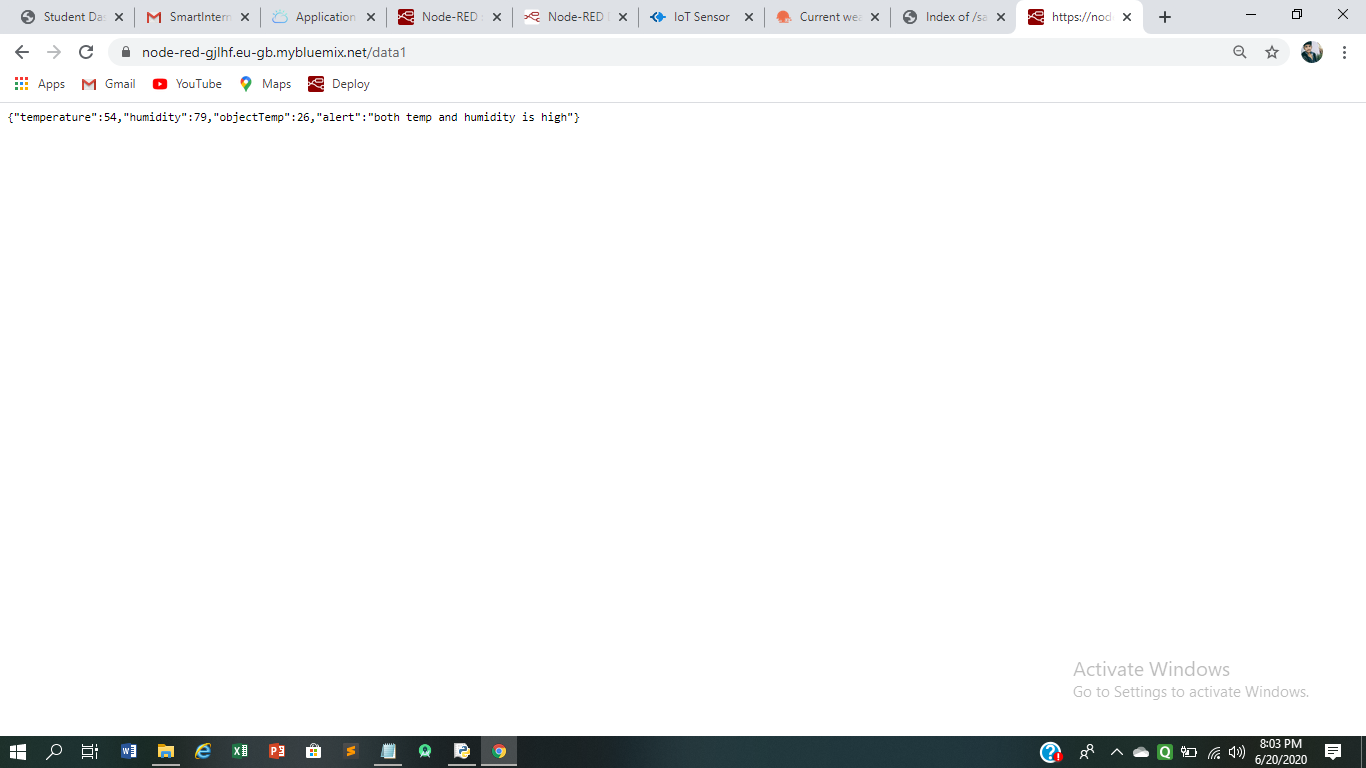 Student Das
SmartIntern
Application
Node-RED
Node-RED
IoT Sensor
Current wea
Index of /sa
https://nod
node-red-gjlhf.eu-gb.mybluemix.net/data1
Apps
Gmail
YouTube
Maps
Deploy
{"temperature":54,"humidity":79,"objectTemp":26,"alert":"both temp and humidity is high"}
Activate Windows
Go to Settings to activate Windows.
8:03 PM
6/20/2020